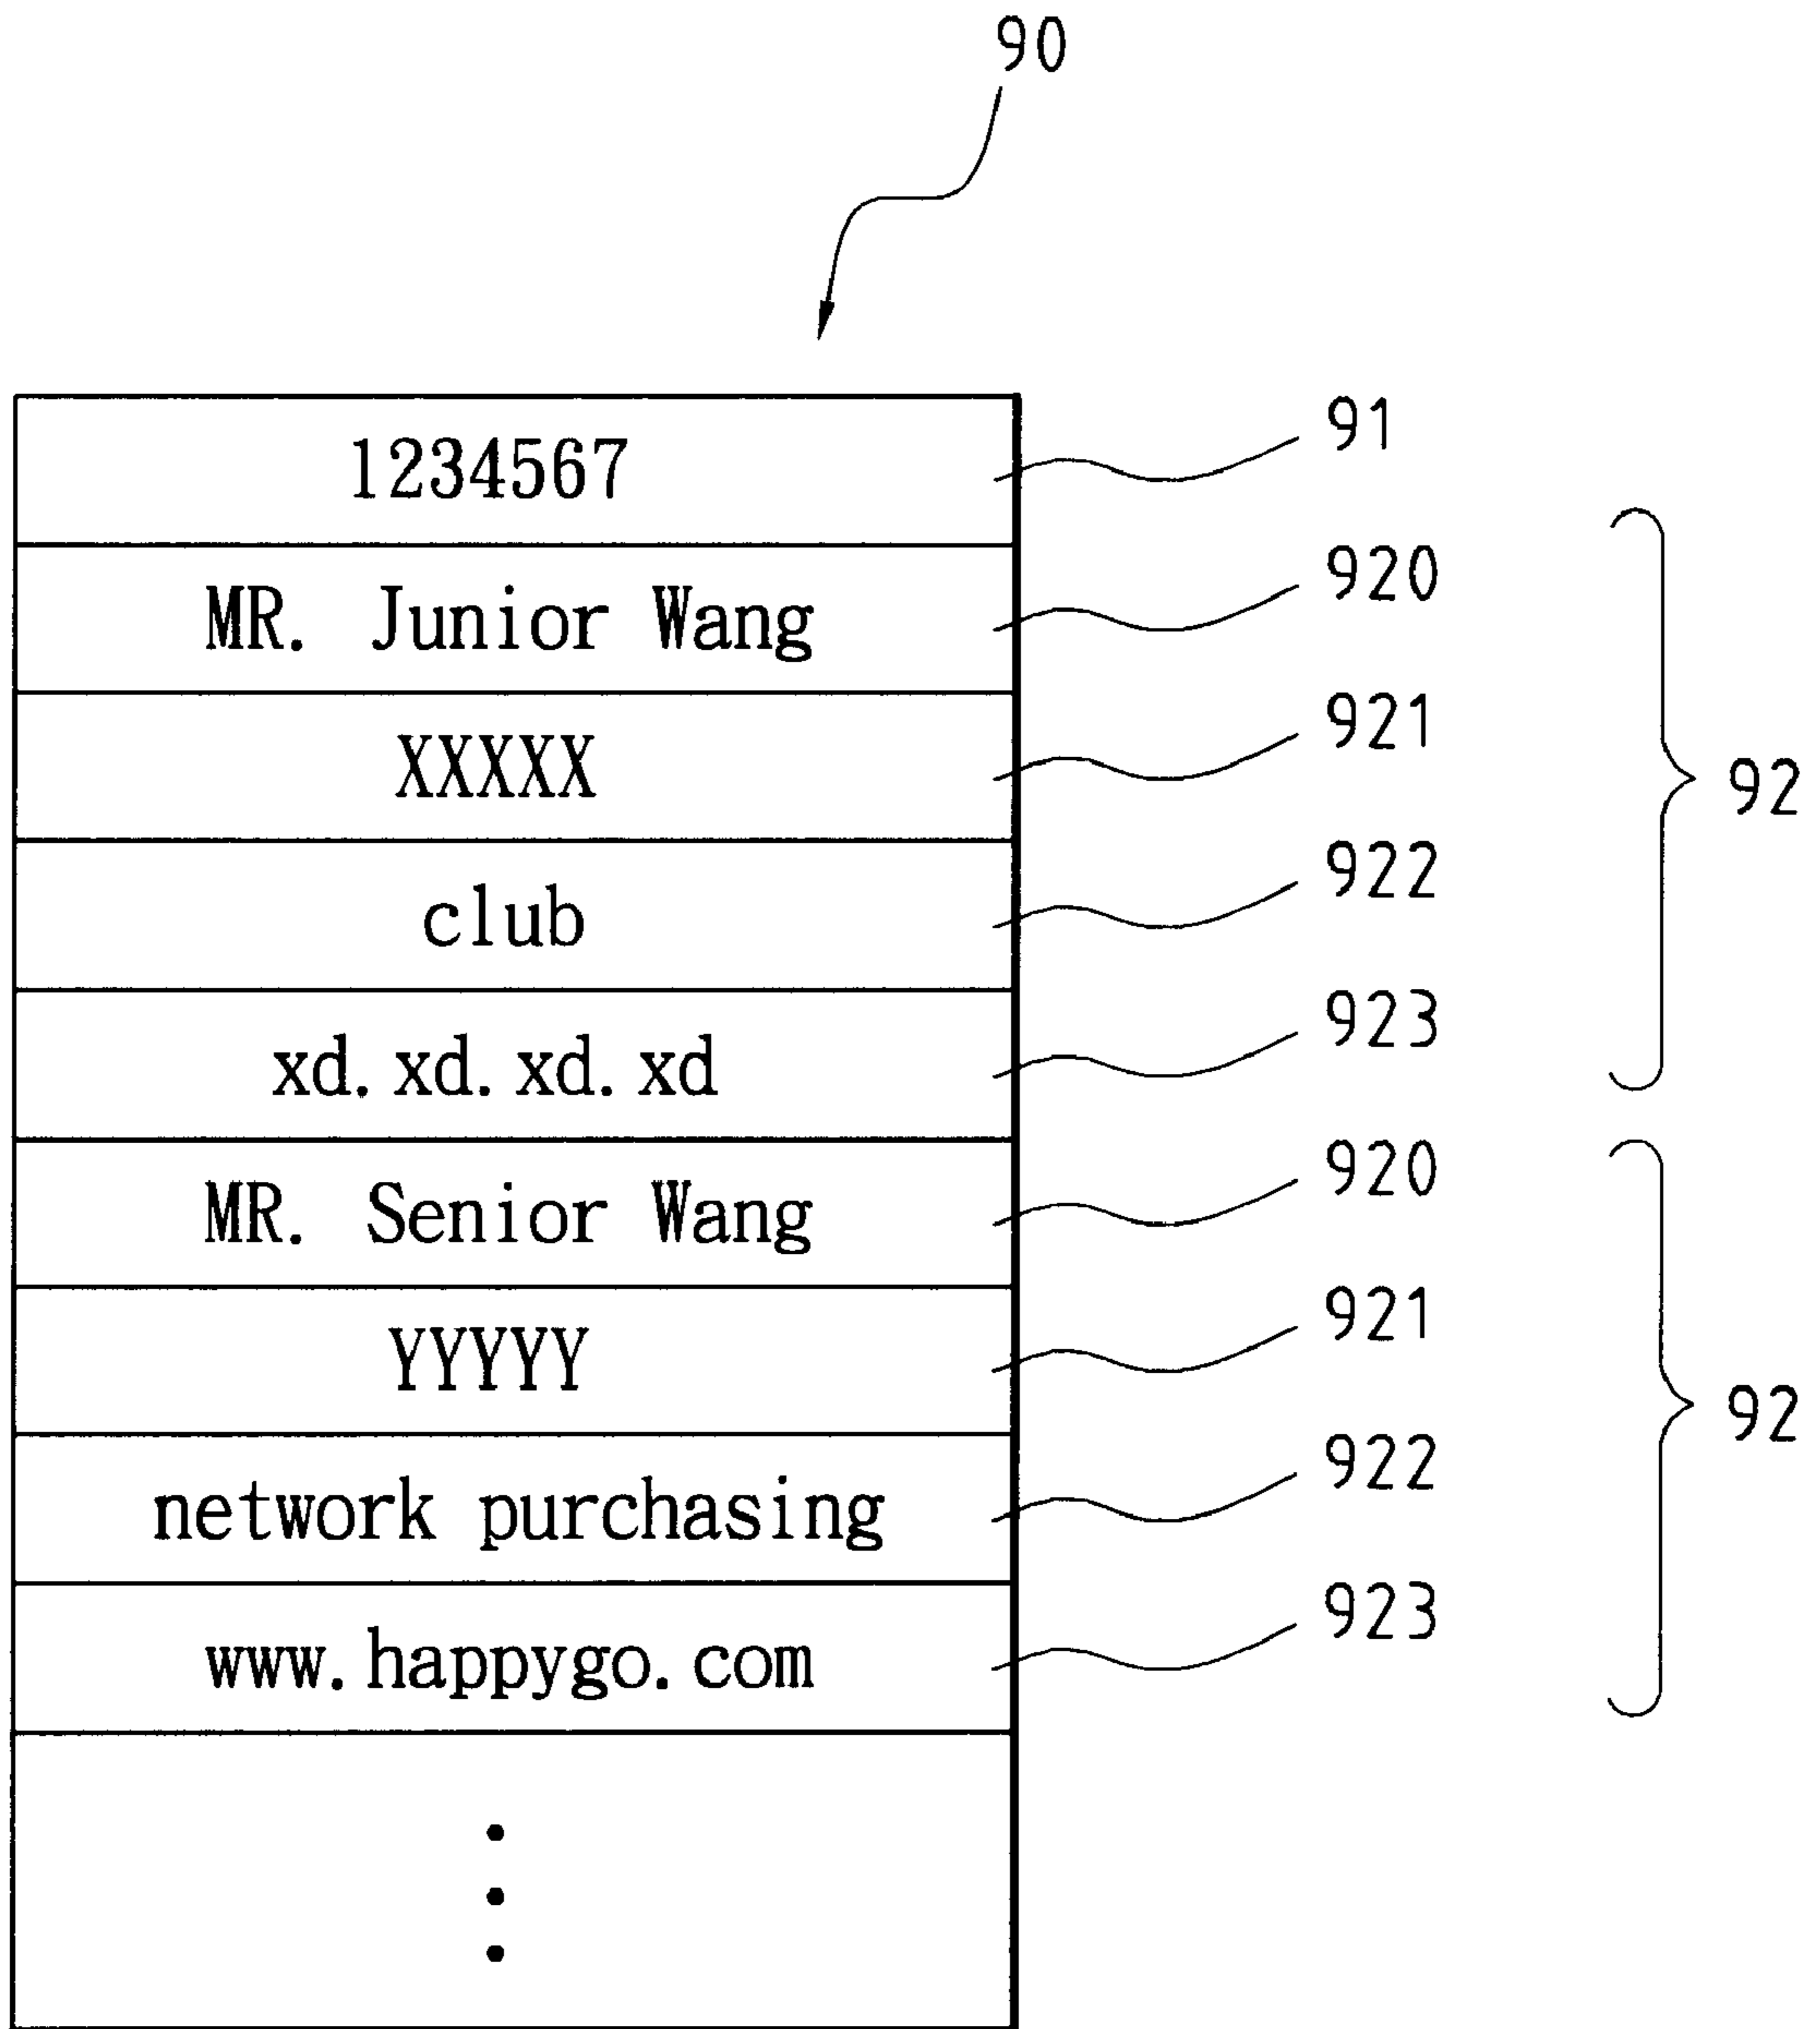 90
1234567 91
MR. Junior Wang 920
XXXXX 921
92
club 922
xd.xd.xd.xd 923
MR. Senior Wang 920
YYYYY 921
92
network purchasing 922
www.happygo.com 923